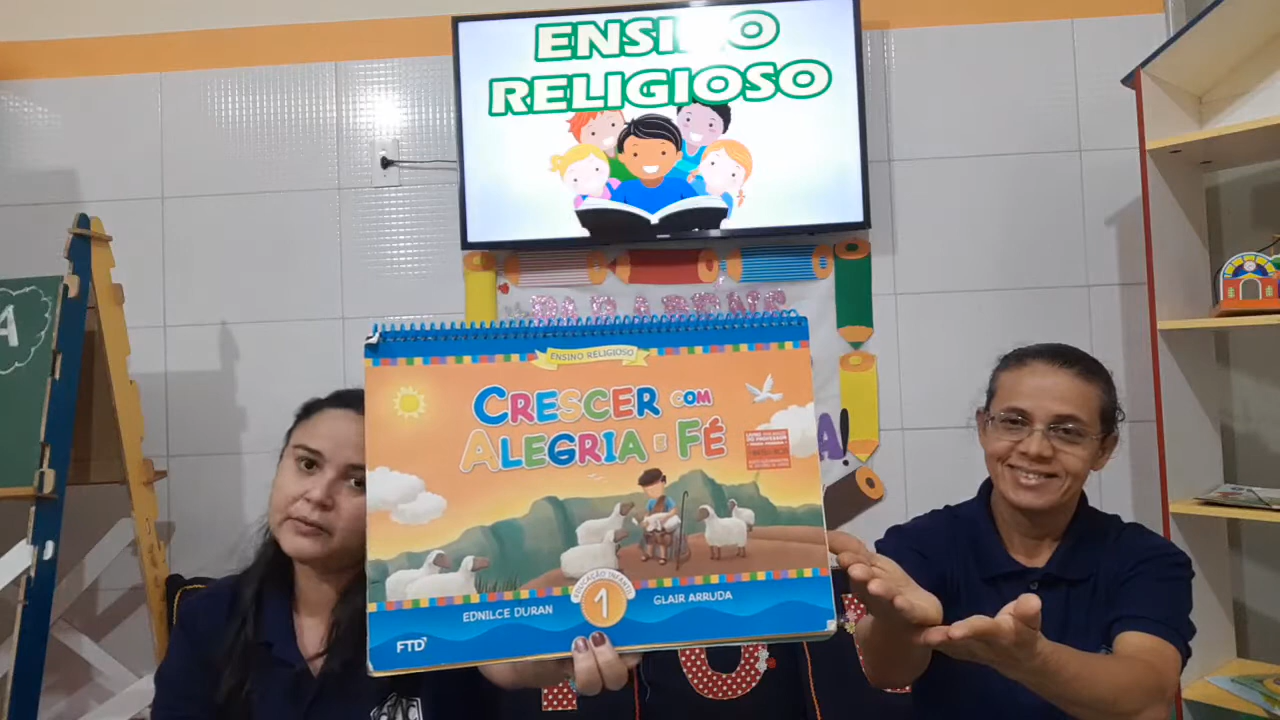 ENSINO
RELIGIOSO
A
ENSINO RELIGIOSO
CRESCER COM
ALEGRIA E FÉ
EDUCAÇÃO INFANTIL
1
EDNILCE DURAN
GLAIR ARRUDA
FTD
A!